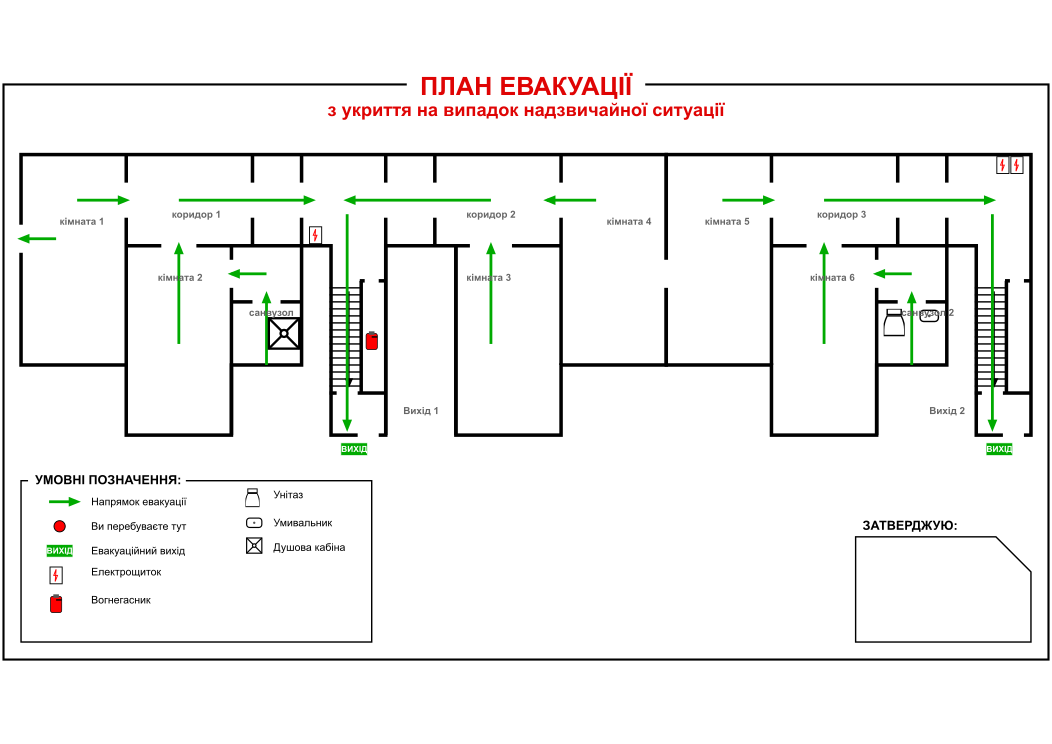 ПЛАН ЕВАКУАЦІЇ
з укриття на випадок надзвичайної ситуації
кімната 1
коридор 1
коридор 2
кімната 4
кімната 5
коридор 3
кімната 2
кімната 3
кімната 6
санвузол
санвузол 2
Вихід 1
Вихід 2
ВИХІД
ВИХІД
УМОВНІ ПОЗНАЧЕННЯ:
Напрямок евакуації
Ви перебуваєте тут
ВИХІД
Евакуаційний вихід
Електрощиток
Вогнегасник
Унітаз
Умивальник
Душова кабіна
ЗАТВЕРДЖУЮ: